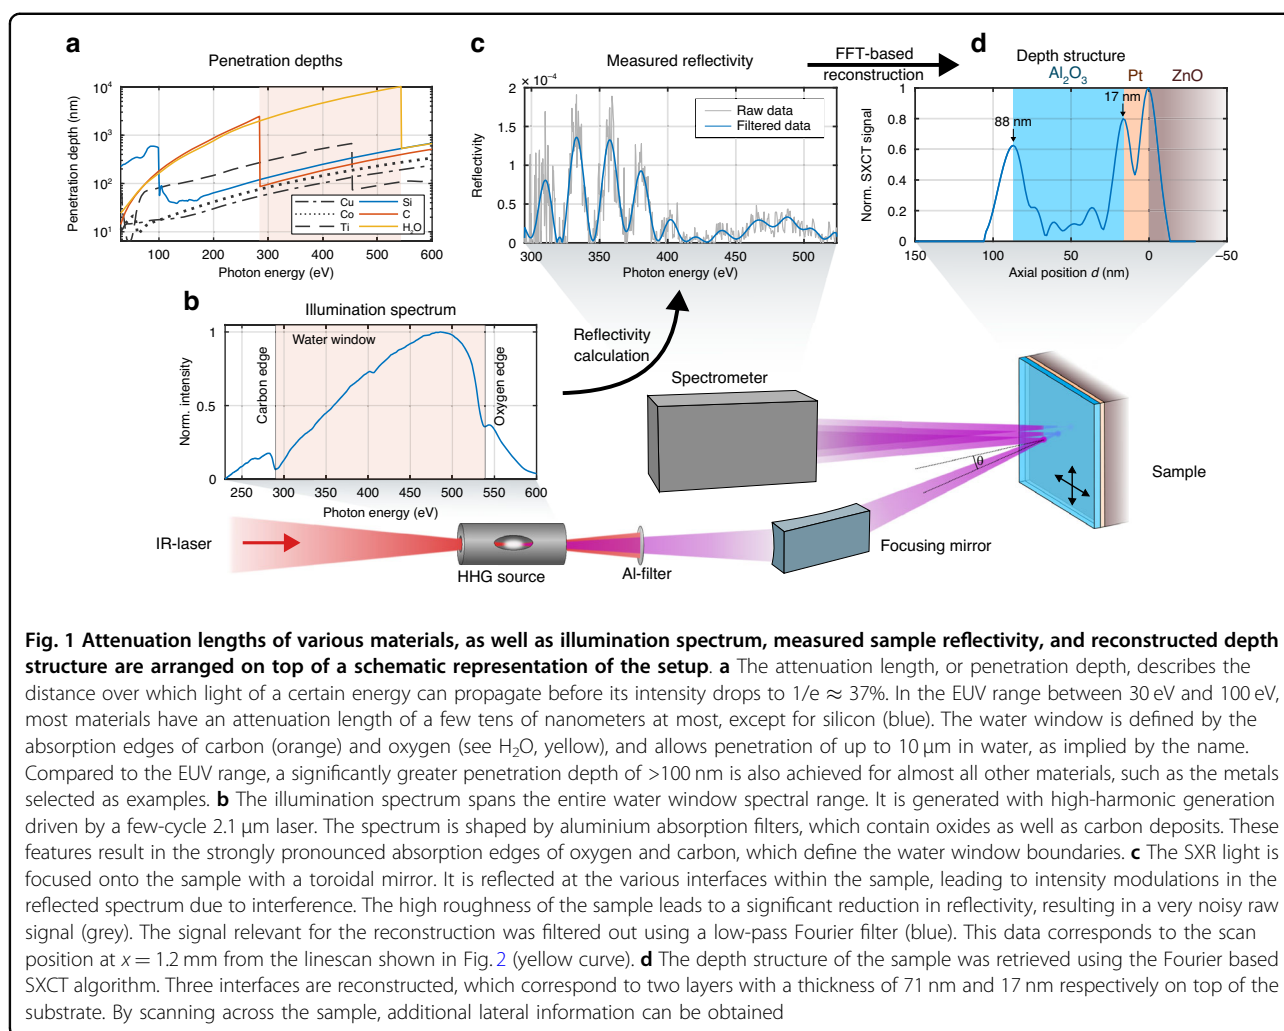 a
Penetration depths
Penetration depth (nm)
10⁴
10³
10²
10¹
100 200 300 400 500 600
Photon energy (eV)
Cu
Co
Ti
Si
C
H₂O
c
Measured reflectivity
×10⁻⁴
2
1.5
1
0.5
0
Reflectivity
Raw data
Filtered data
300 350 400 450 500
Photon energy (eV)
FFT-based
reconstruction
d
Depth structure
Al₂O₃ Pt ZnO
Norm. SXCT signal
1
0.8
0.6
0.4
0.2
0
88 nm
17 nm
150 100 50 0 –50
Axial position d (nm)
b
Illumination spectrum
Norm. intensity
1
0.5
0
Carbon edge
Water window
Oxygen edge
250 300 350 400 450 500 550 600
Photon energy (eV)
Reflectivity
calculation
Spectrometer
θ
Sample
IR-laser
HHG source
Al-filter
Focusing mirror
Fig. 1 Attenuation lengths of various materials, as well as illumination spectrum, measured sample reflectivity, and reconstructed depth
structure are arranged on top of a schematic representation of the setup. a The attenuation length, or penetration depth, describes the
distance over which light of a certain energy can propagate before its intensity drops to 1/e ≈ 37%. In the EUV range between 30 eV and 100 eV,
most materials have an attenuation length of a few tens of nanometers at most, except for silicon (blue). The water window is defined by the
absorption edges of carbon (orange) and oxygen (see H₂O, yellow), and allows penetration of up to 10 μm in water, as implied by the name.
Compared to the EUV range, a significantly greater penetration depth of >100 nm is also achieved for almost all other materials, such as the metals
selected as examples. b The illumination spectrum spans the entire water window spectral range. It is generated with high-harmonic generation
driven by a few-cycle 2.1 μm laser. The spectrum is shaped by aluminium absorption filters, which contain oxides as well as carbon deposits. These
features result in the strongly pronounced absorption edges of oxygen and carbon, which define the water window boundaries. c The SXR light is
focused onto the sample with a toroidal mirror. It is reflected at the various interfaces within the sample, leading to intensity modulations in the
reflected spectrum due to interference. The high roughness of the sample leads to a significant reduction in reflectivity, resulting in a very noisy raw
signal (grey). The signal relevant for the reconstruction was filtered out using a low-pass Fourier filter (blue). This data corresponds to the scan
position at x = 1.2 mm from the linescan shown in Fig. 2 (yellow curve). d The depth structure of the sample was retrieved using the Fourier based
SXCT algorithm. Three interfaces are reconstructed, which correspond to two layers with a thickness of 71 nm and 17 nm respectively on top of the
substrate. By scanning across the sample, additional lateral information can be obtained